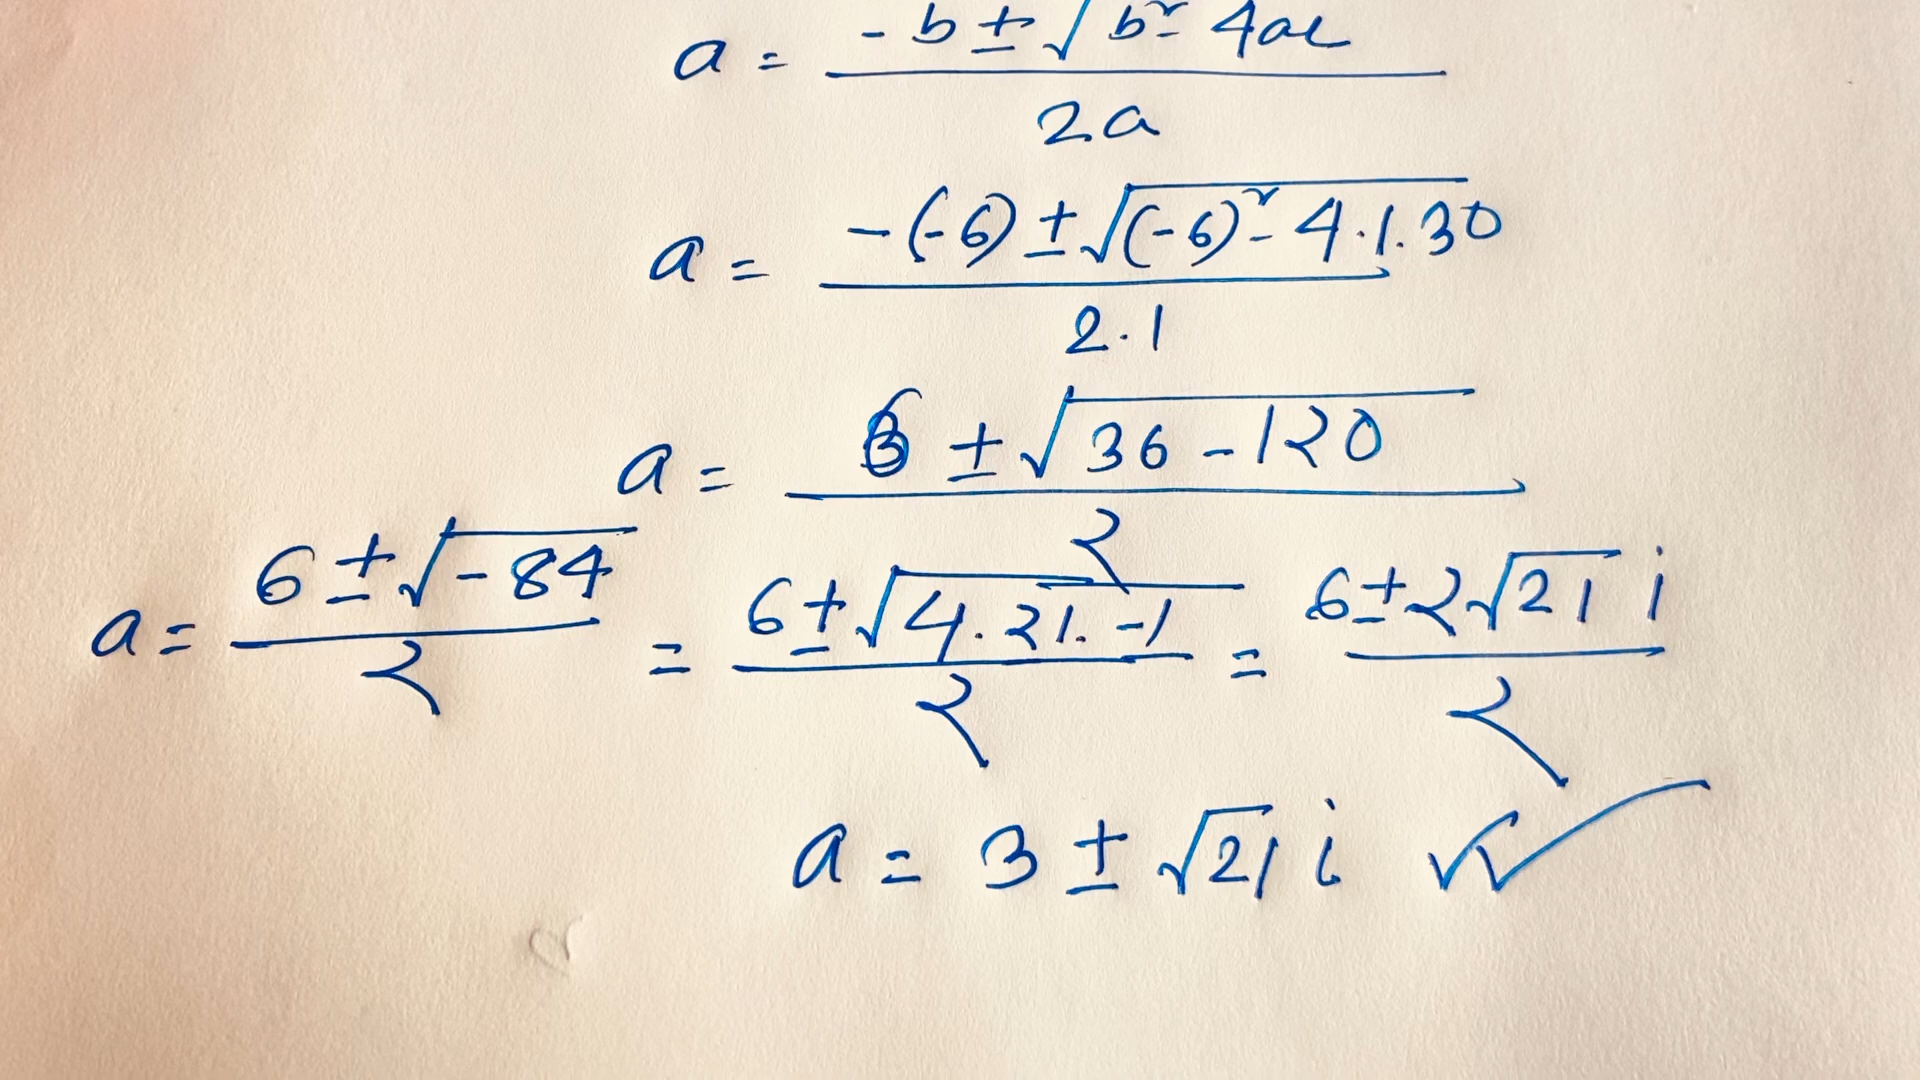 a = (-b ± √b² - 4ac) / 2a
a = (-(-6) ± √(-6)² - 4·1·30) / 2·1
a = (6 ± √36 - 120) / 2
a = (6 ± √-84) / 2 = (6 ± √4·21·-1) / 2 = (6 ± 2√21 i) / 2
a = 3 ± √21 i